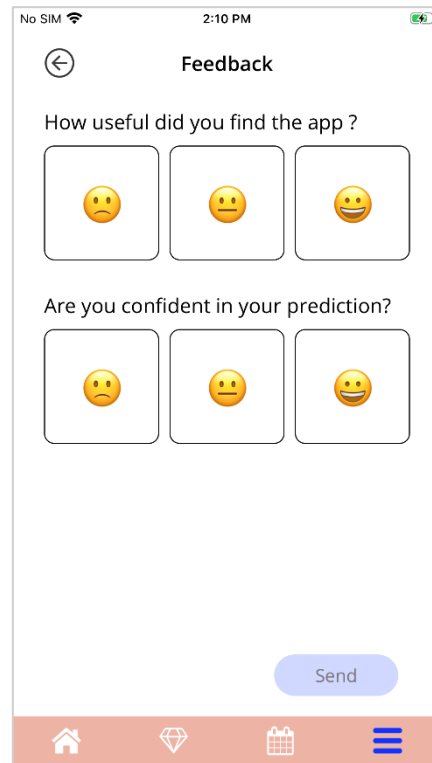 No SIM 2:10 PM
Feedback
How useful did you find the app ?
Are you confident in your prediction?
Send